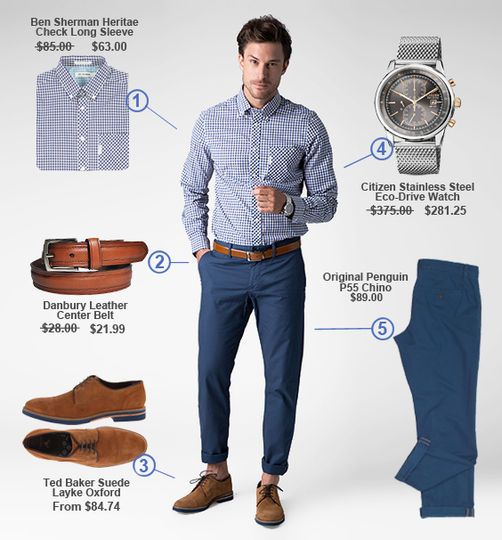 Ben Sherman Heritae
Check Long Sleeve
$85.00 $63.00
1
4
Citizen Stainless Steel
Eco-Drive Watch
$375.00 $281.25
2
Danbury Leather
Center Belt
$28.00 $21.99
Original Penguin
P55 Chino
$89.00
5
3
Ted Baker Suede
Layke Oxford
From $84.74